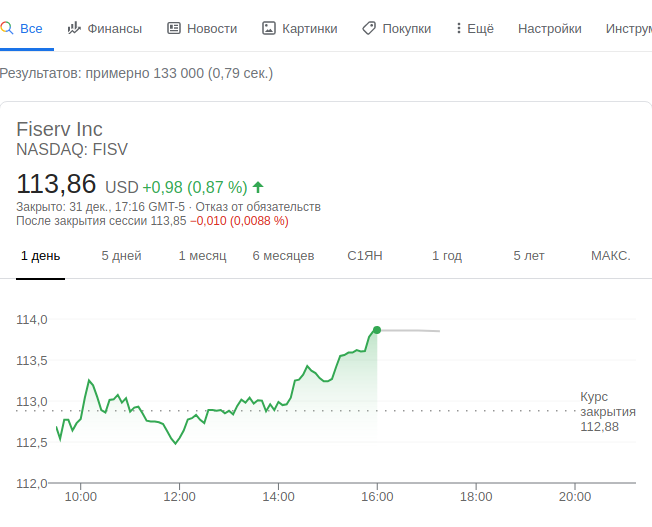 Все Финансы Новости Картинки Покупки Ещё Настройки Инструм
Результатов: примерно 133 000 (0,79 сек.)
Fiserv Inc
NASDAQ: FISV
113,86 USD +0,98 (0,87 %)
Закрыто: 31 дек., 17:16 GMT-5 · Отказ от обязательств
После закрытия сессии 113,85 −0,010 (0,0088 %)
1 день 5 дней 1 месяц 6 месяцев С1ЯН 1 год 5 лет МАКС.
114,0
113,5
113,0
112,5
112,0
Курс
закрытия
112,88
10:00 12:00 14:00 16:00 18:00 20:00